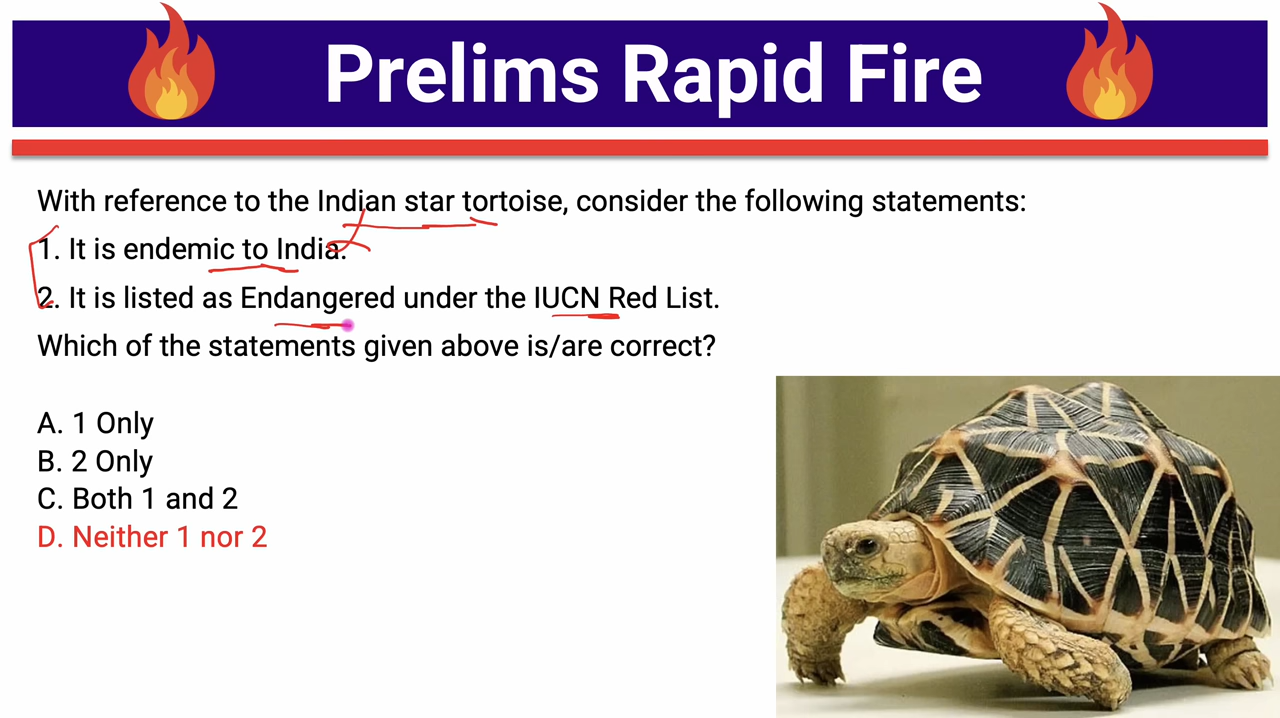 Prelims Rapid Fire
With reference to the Indian star tortoise, consider the following statements:
1. It is endemic to India.
2. It is listed as Endangered under the IUCN Red List.
Which of the statements given above is/are correct?
A. 1 Only
B. 2 Only
C. Both 1 and 2
D. Neither 1 nor 2